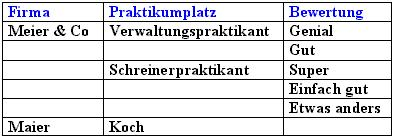 Firma Praktikumplatz Bewertung
Meier & Co Verwaltungspraktikant Genial
Gut
Schreinerpraktikant Super
Einfach gut
Etwas anders
Maier Koch